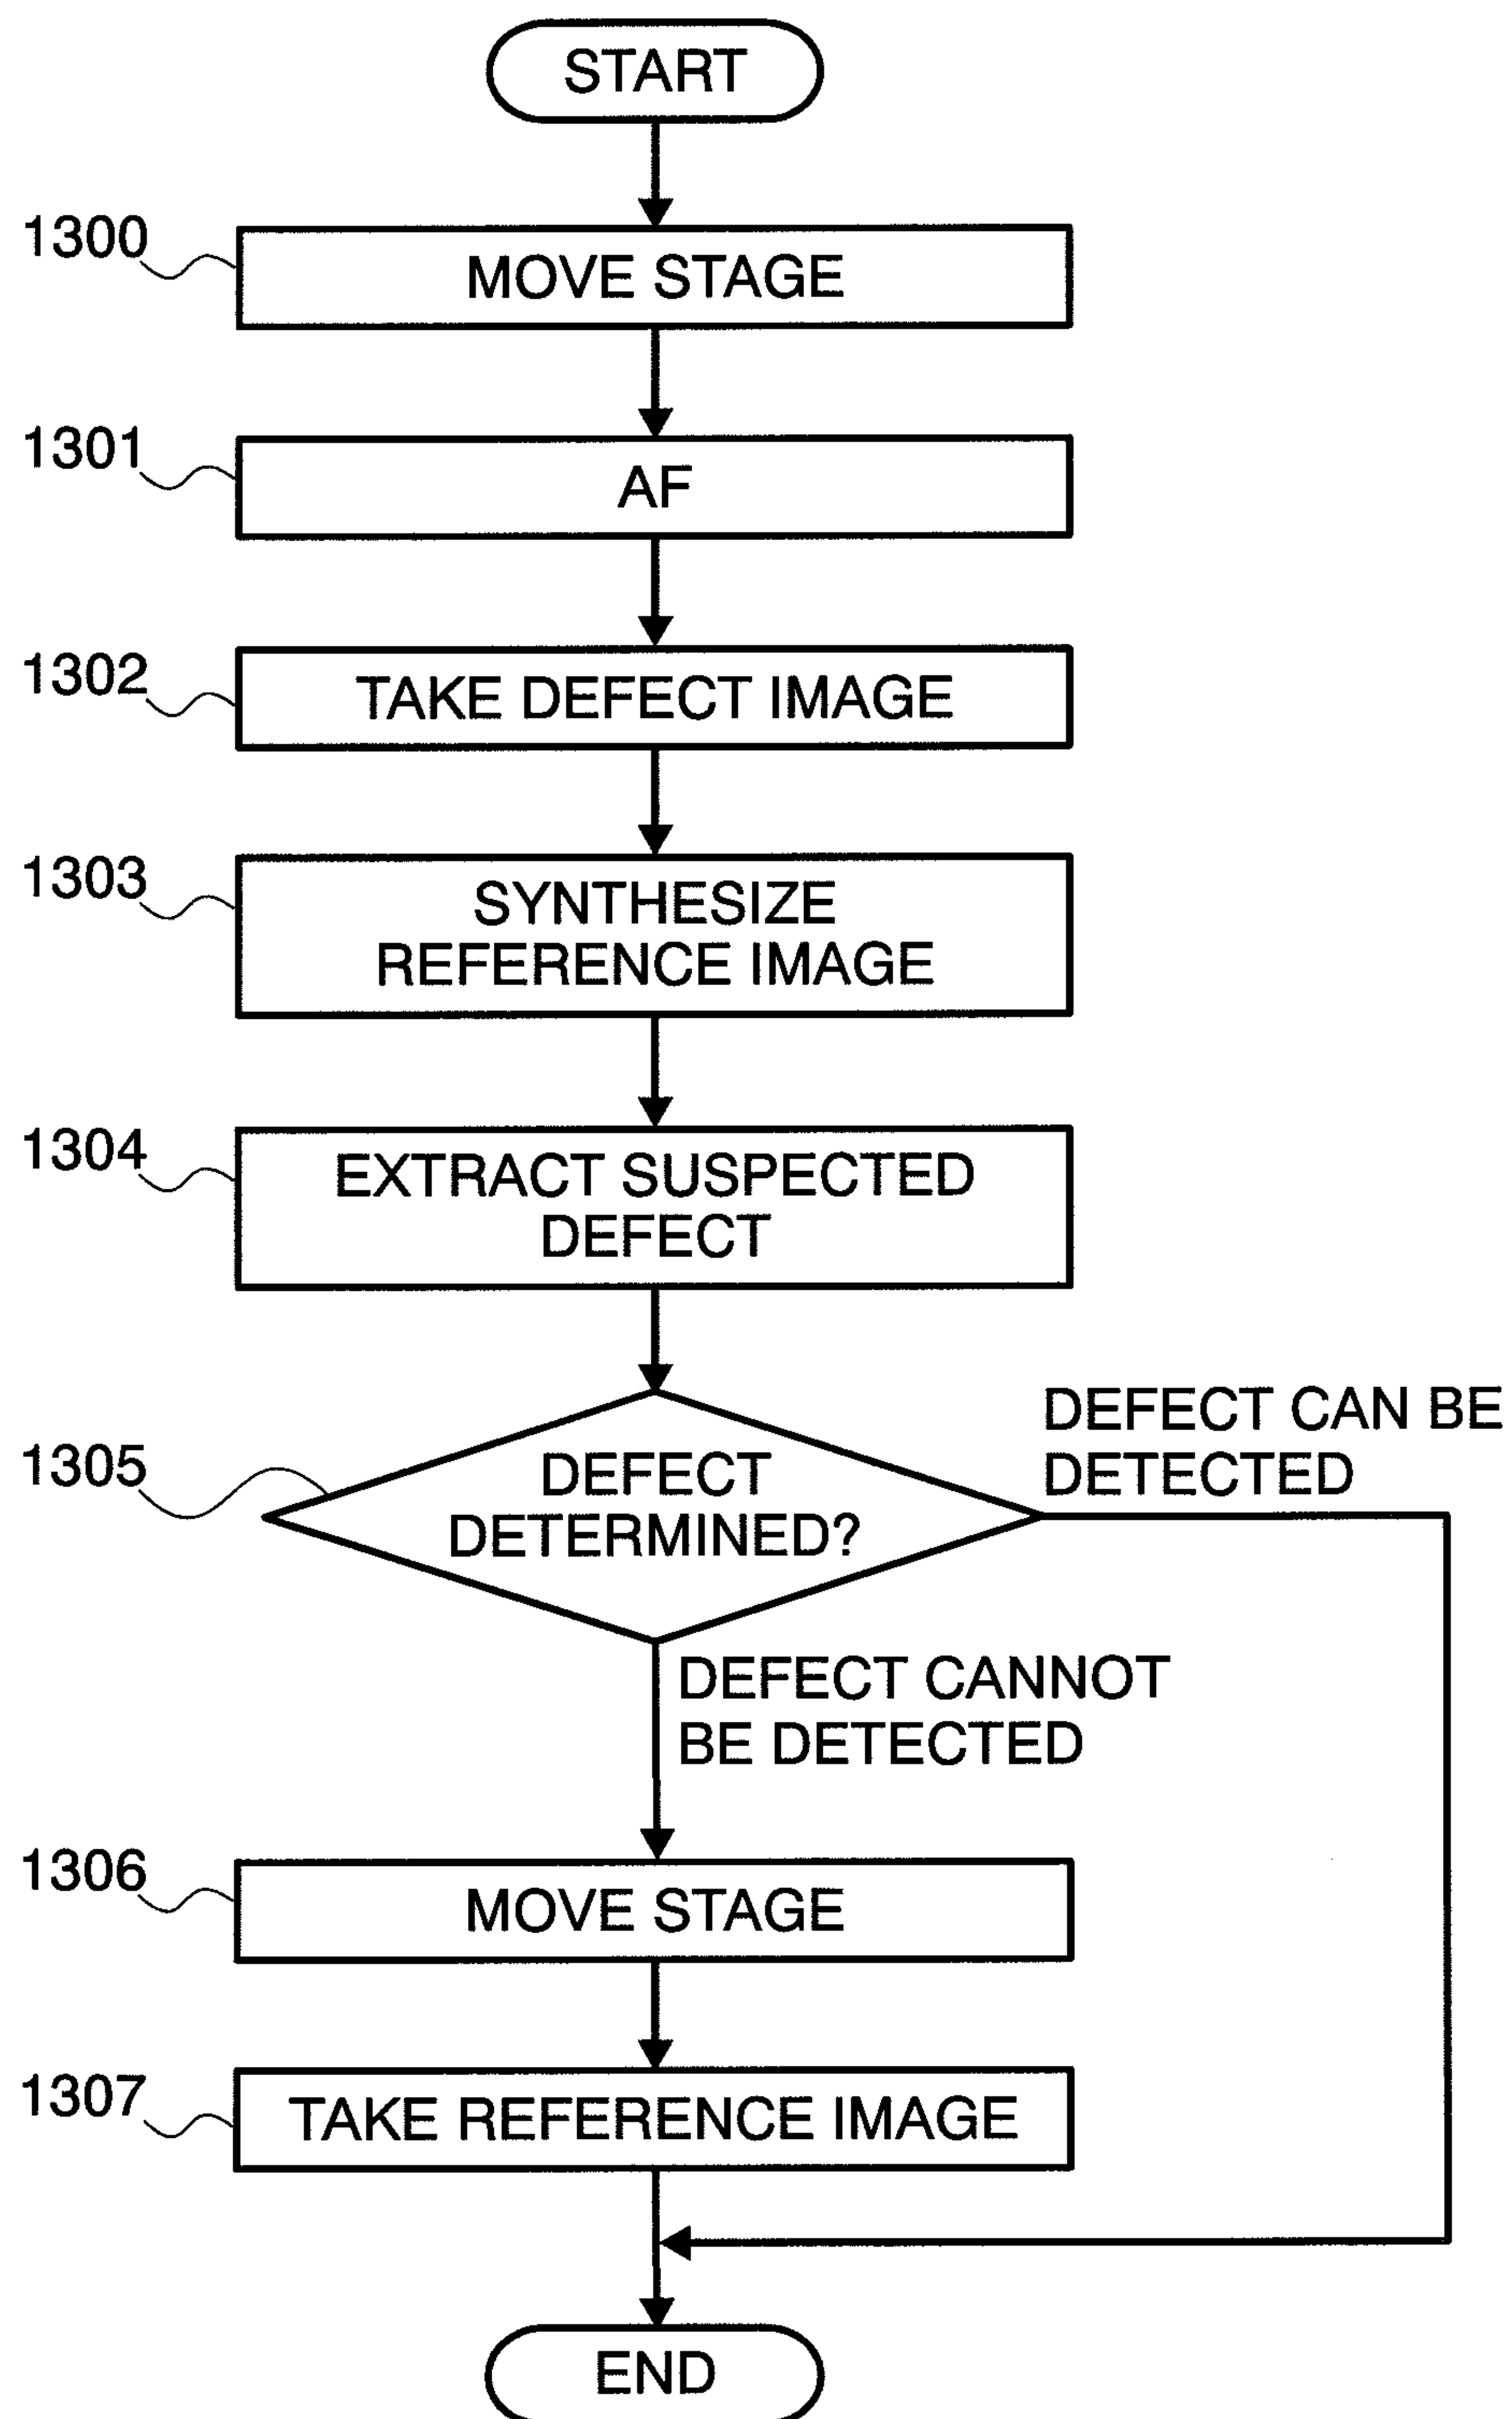 START
1300
MOVE STAGE
1301
AF
1302
TAKE DEFECT IMAGE
1303
SYNTHESIZE
REFERENCE IMAGE
1304
EXTRACT SUSPECTED
DEFECT
1305
DEFECT
DETERMINED?
DEFECT CAN BE
DETECTED
DEFECT CANNOT
BE DETECTED
1306
MOVE STAGE
1307
TAKE REFERENCE IMAGE
END